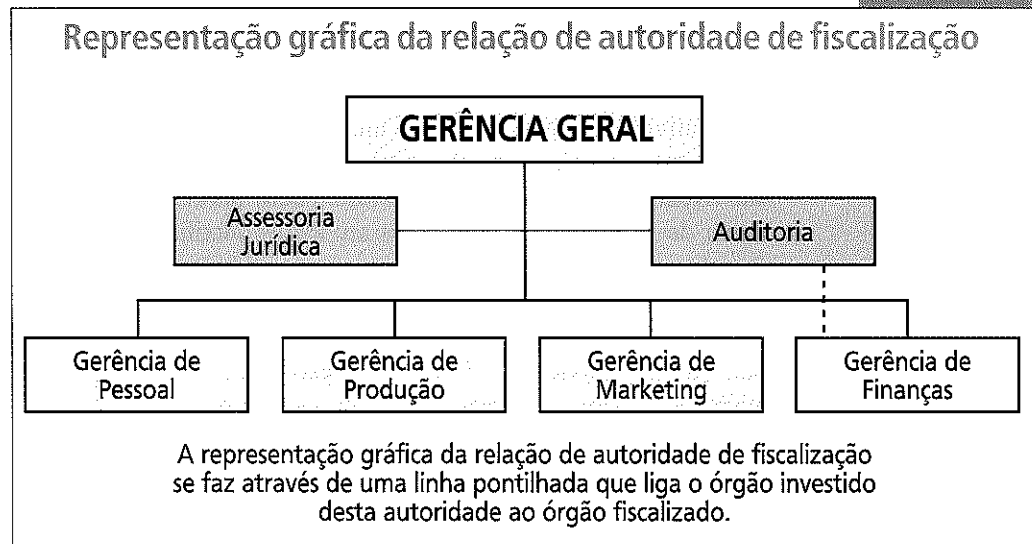 Representação gráfica da relação de autoridade de fiscalização
GERÊNCIA GERAL
Assessoria
Jurídica
Auditoria
Gerência de
Pessoal
Gerência de
Produção
Gerência de
Marketing
Gerência de
Finanças
A representação gráfica da relação de autoridade de fiscalização
se faz através de uma linha pontilhada que liga o órgão investido
desta autoridade ao órgão fiscalizado.